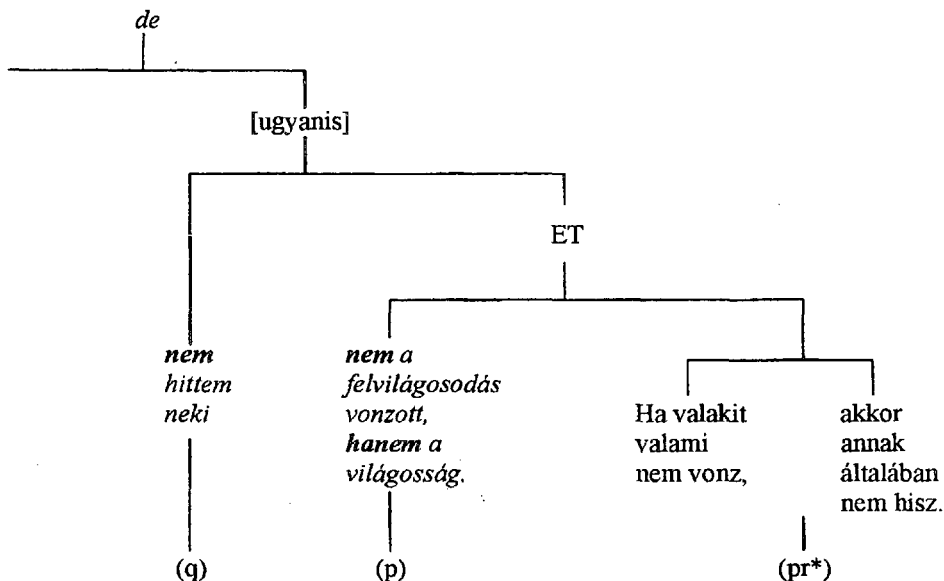 de
[ugyanis]
ET
nem
hittem
neki
nem a
felvilágosodás
vonzott,
hanem a
világosság.
Ha valakit
valami
nem vonz,
akkor
annak
általában
nem hisz.
(q)
(p)
(pr*)